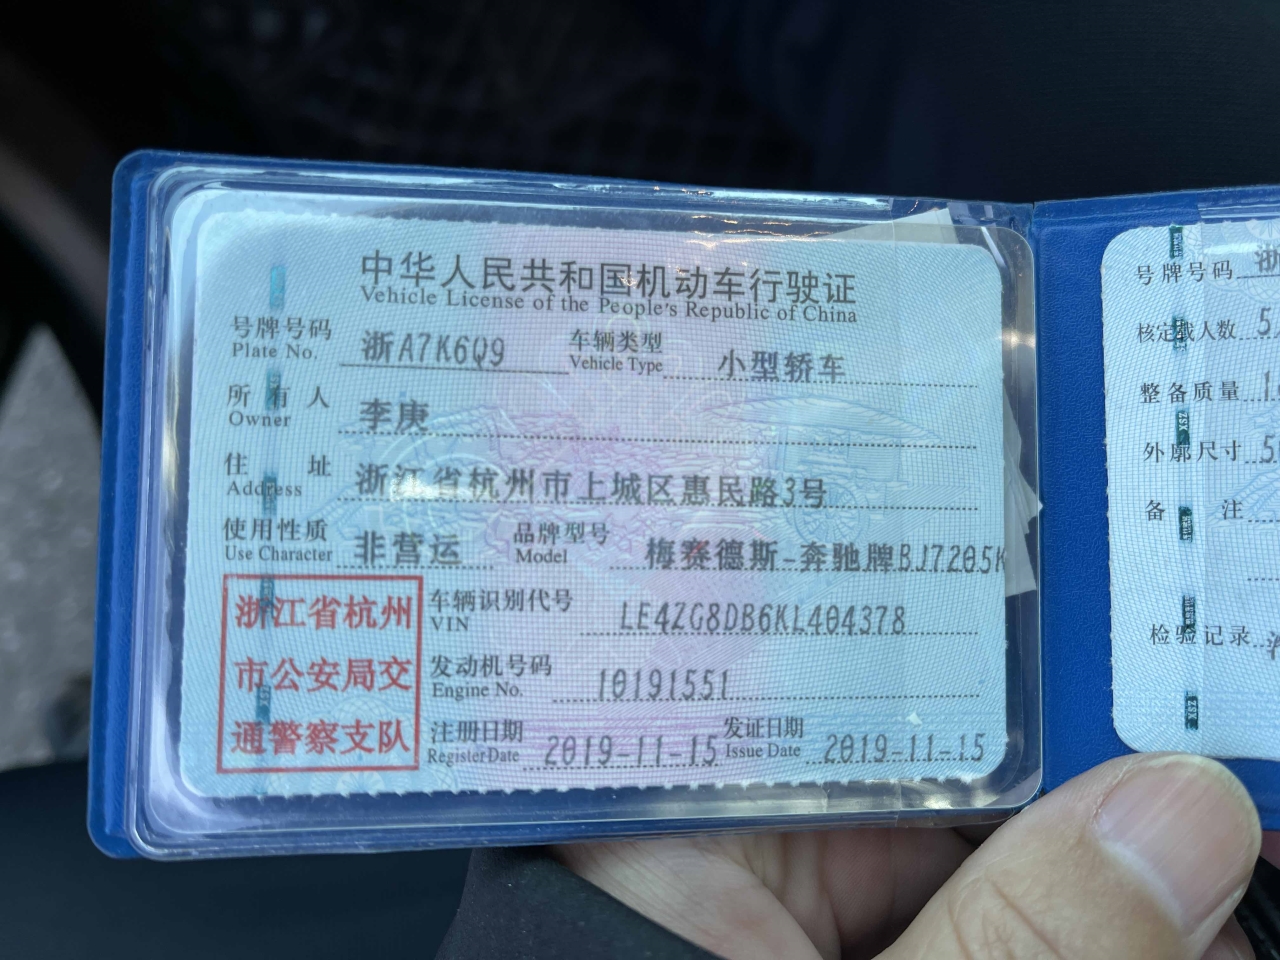 中华人民共和国机动车行驶证
Vehicle License of the People's Republic of China
号牌号码 浙A7K6Q9 车辆类型 小型轿车
Plate No. Vehicle Type
所有人 李庚
Owner
住址 浙江省杭州市上城区惠民路3号
Address
使用性质 非营运 品牌型号 梅赛德斯-奔驰牌BJ7205K
Use Character Model
浙江省杭州
市公安局交
通警察支队
车辆识别代号 LE4ZG8DB6KL404378
VIN
发动机号码 10191551
Engine No.
注册日期 2019-11-15 发证日期 2019-11-15
Register Date Issue Date
号牌号码 浙
核定载人数 5
整备质量
外廓尺寸
备注
检验记录